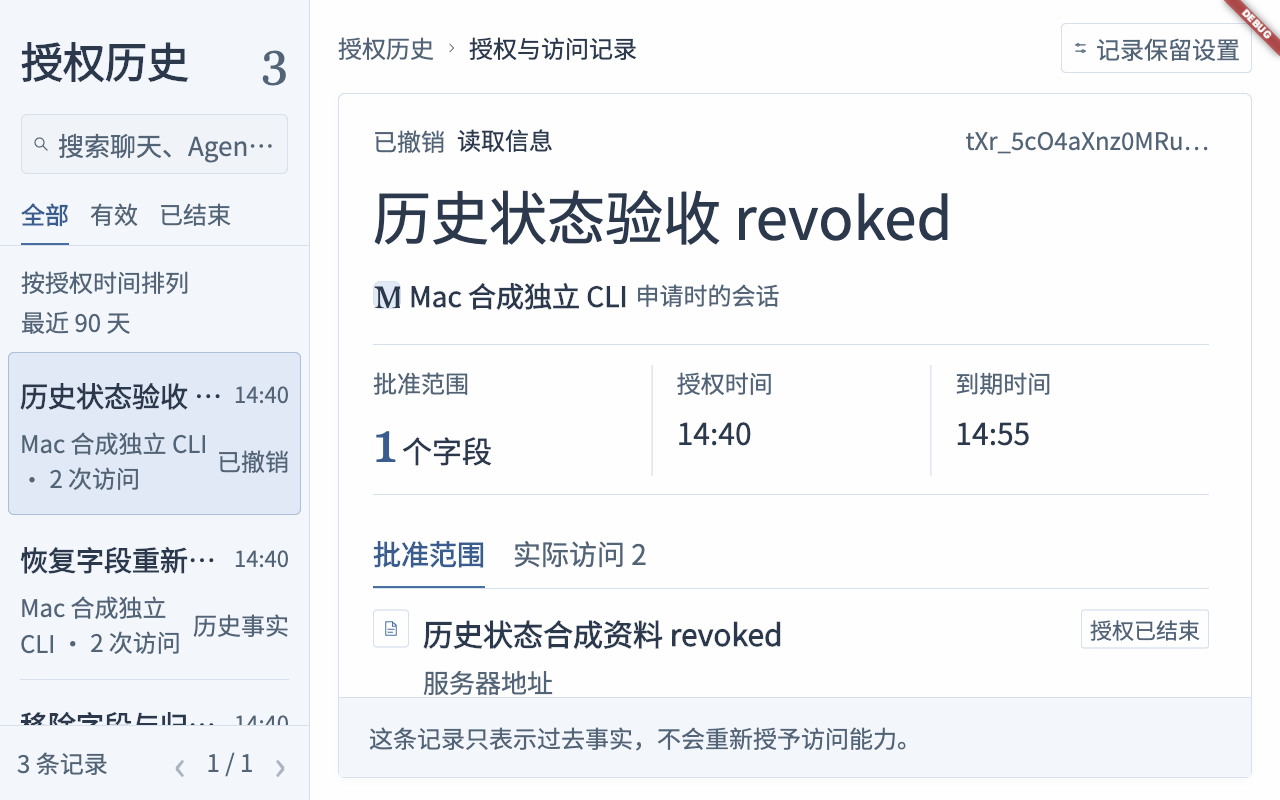 授权历史 3
搜索聊天、Agen…
全部 有效 已结束
按授权时间排列
最近 90 天
历史状态验收 … 14:40
Mac 合成独立 CLI
· 2 次访问
已撤销
恢复字段重新… 14:40
Mac 合成独立
CLI · 2 次访问
历史事实
移除字段与归… 14:40
3 条记录 ‹ 1 / 1 ›
授权历史 › 授权与访问记录
记录保留设置
DEBUG
已撤销 读取信息 tXr_5cO4aXnz0MRu…
历史状态验收 revoked
M Mac 合成独立 CLI 申请时的会话
批准范围 授权时间 到期时间
1 个字段 14:40 14:55
批准范围 实际访问 2
历史状态合成资料 revoked 授权已结束
服务器地址
这条记录只表示过去事实，不会重新授予访问能力。